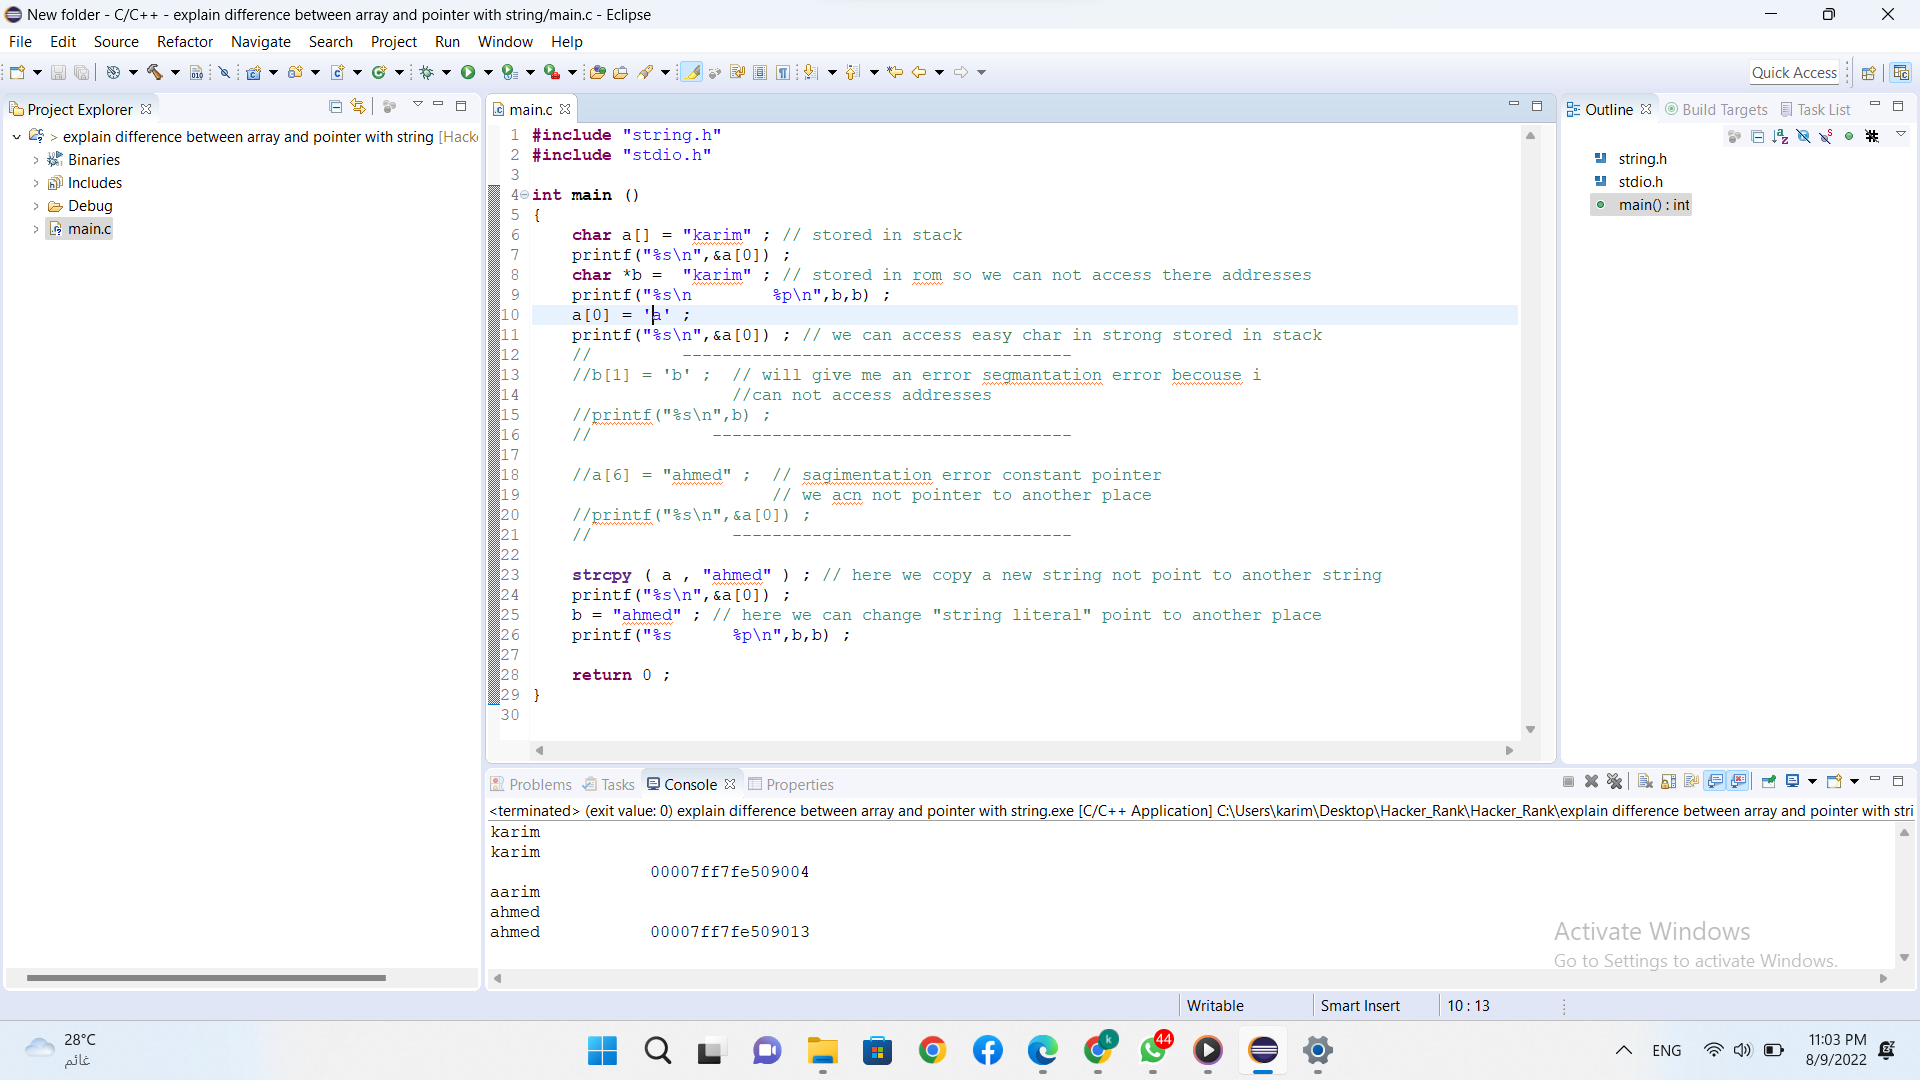 New folder - C/C++ - explain difference between array and pointer with string/main.c - Eclipse
File Edit Source Refactor Navigate Search Project Run Window Help
Quick Access
Project Explorer
> explain difference between array and pointer with string [Hack
Binaries
Includes
Debug
main.c
main.c
1 #include "string.h"
2 #include "stdio.h"
3
4 int main ()
5 {
6 char a[] = "karim" ; // stored in stack
7 printf("%s\n",&a[0]) ;
8 char *b = "karim" ; // stored in rom so we can not access there addresses
9 printf("%s\n %p\n",b,b) ;
10 a[0] = 'a' ;
11 printf("%s\n",&a[0]) ; // we can access easy char in strong stored in stack
12 // ---------------------------------------
13 //b[1] = 'b' ; // will give me an error segmantation error becouse i
14 //can not access addresses
15 //printf("%s\n",b) ;
16 // ------------------------------------
17
18 //a[6] = "ahmed" ; // sagimentation error constant pointer
19 // we acn not pointer to another place
20 //printf("%s\n",&a[0]) ;
21 // ----------------------------------
22
23 strcpy ( a , "ahmed" ) ; // here we copy a new string not point to another string
24 printf("%s\n",&a[0]) ;
25 b = "ahmed" ; // here we can change "string literal" point to another place
26 printf("%s %p\n",b,b) ;
27
28 return 0 ;
29 }
30
Outline Build Targets Task List
string.h
stdio.h
main() : int
Problems Tasks Console Properties
<terminated> (exit value: 0) explain difference between array and pointer with string.exe [C/C++ Application] C:\Users\karim\Desktop\Hacker_Rank\Hacker_Rank\explain difference between array and pointer with stri
karim
karim
00007ff7fe509004
aarim
ahmed
ahmed 00007ff7fe509013
Activate Windows
Go to Settings to activate Windows.
Writable Smart Insert 10 : 13
28°C
غائم
k
44
ENG
11:03 PM
8/9/2022